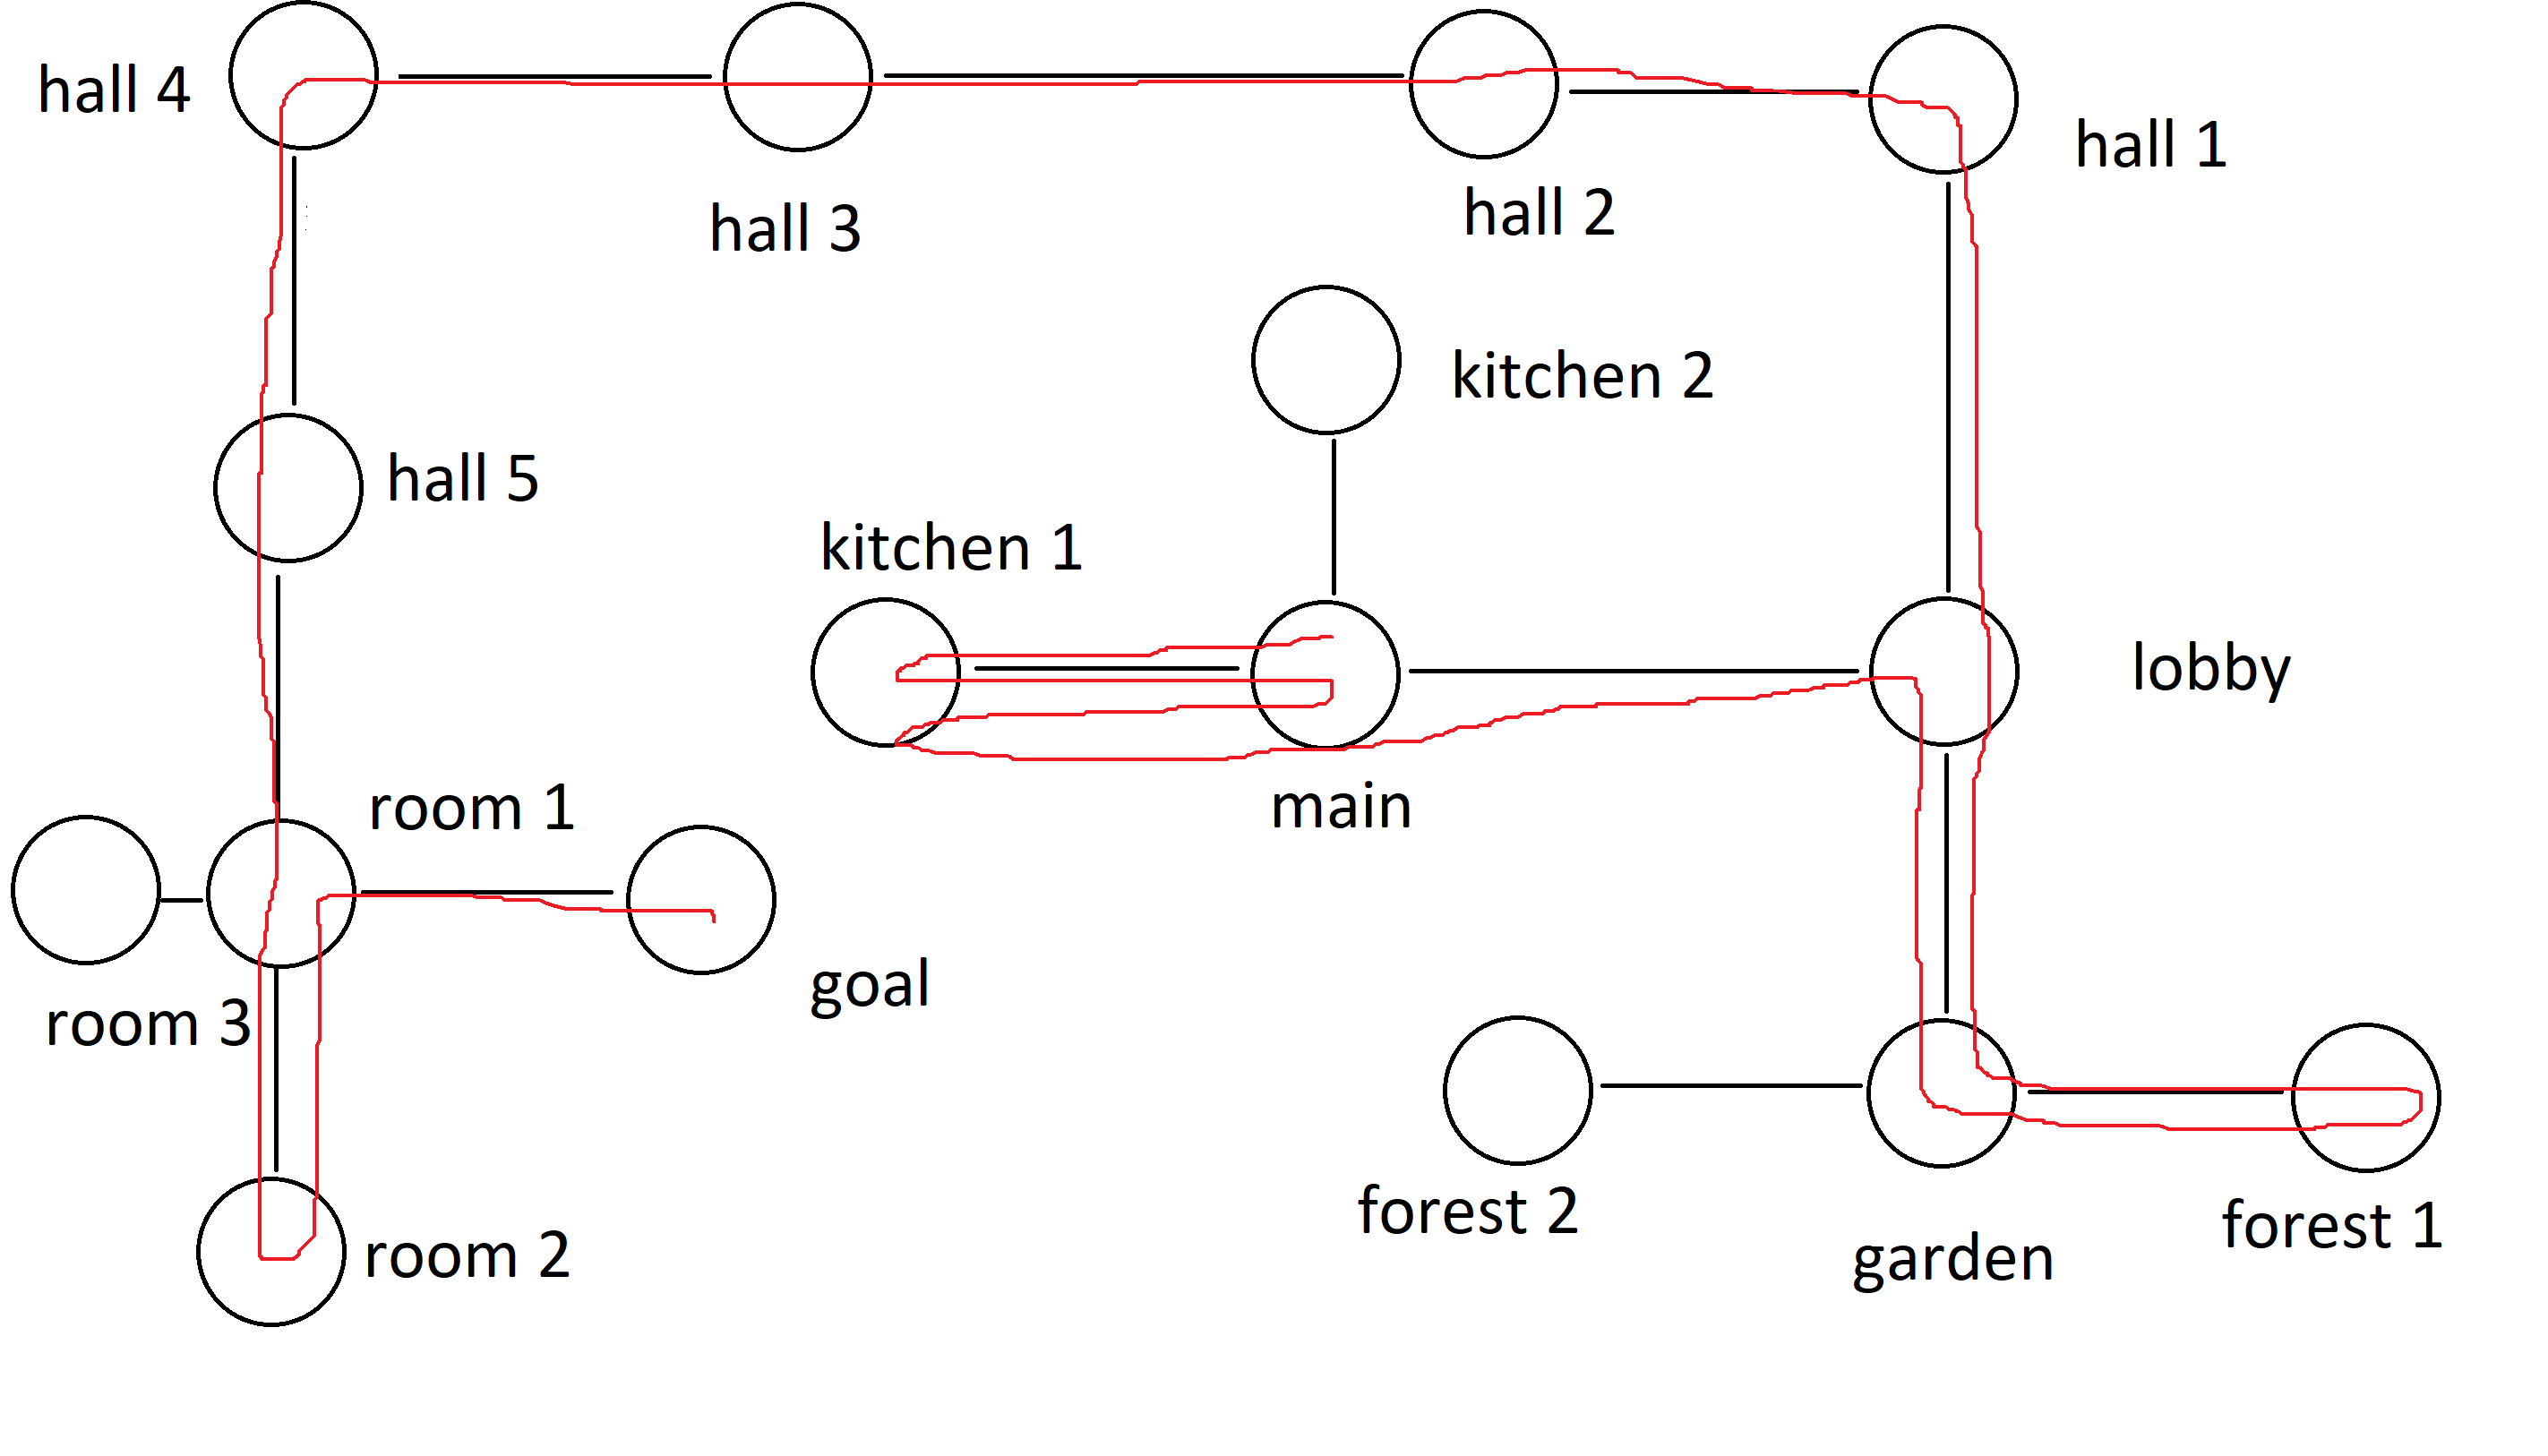 hall 4
hall 1
hall 2
hall 3
kitchen 2
hall 5
kitchen 1
lobby
room 1
main
goal
room 3
forest 2
forest 1
room 2
garden